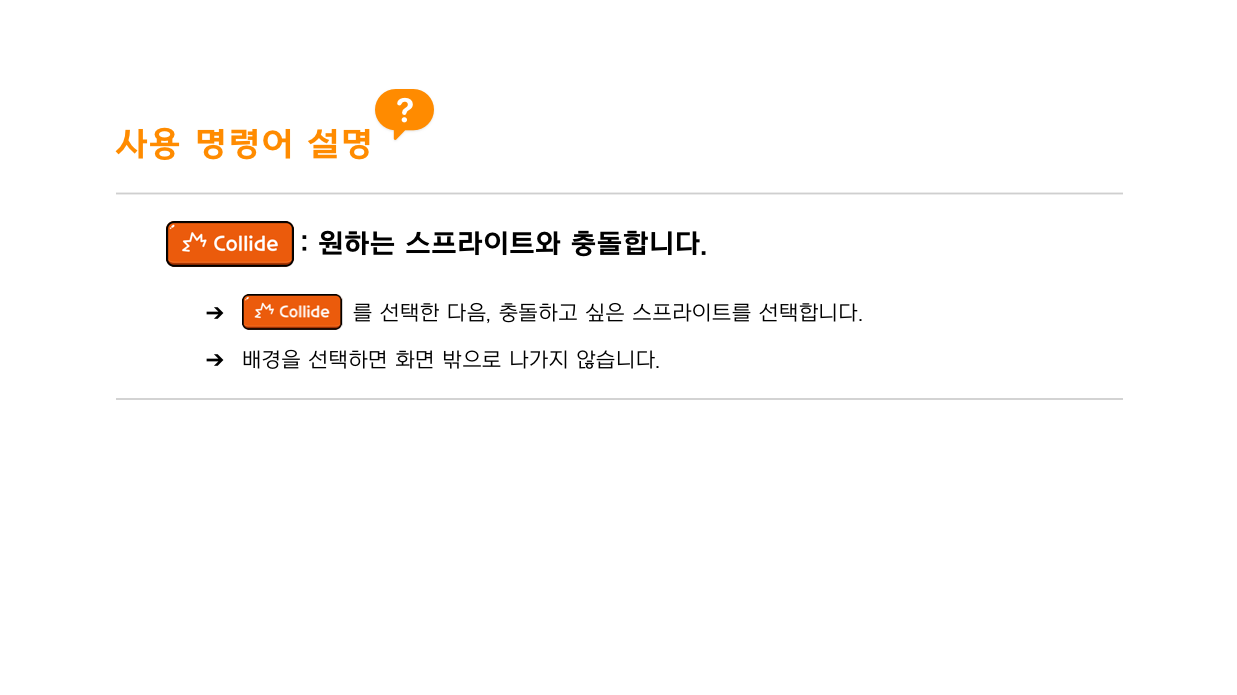 사용 명령어 설명 ?
Collide : 원하는 스프라이트와 충돌합니다.
➔ Collide 를 선택한 다음, 충돌하고 싶은 스프라이트를 선택합니다.
➔ 배경을 선택하면 화면 밖으로 나가지 않습니다.